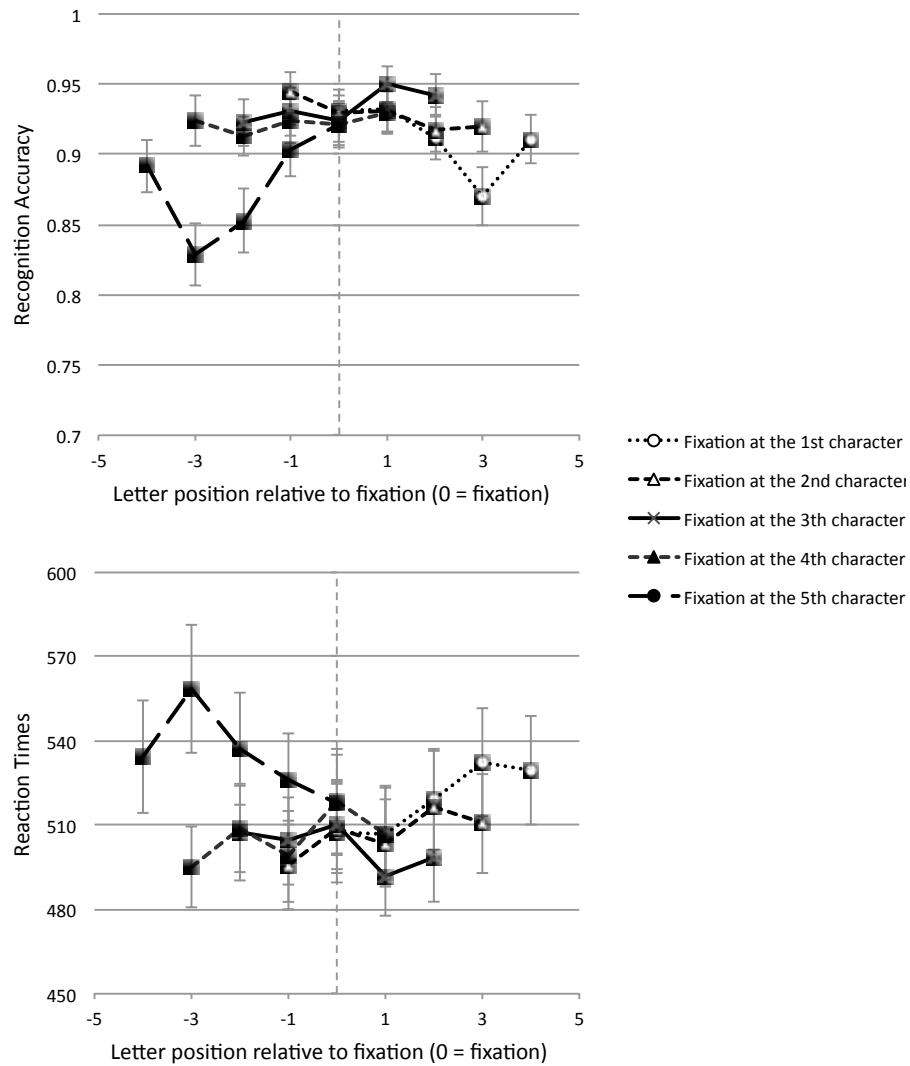 1
0.95
0.9
0.85
0.8
0.75
0.7
Recognition Accuracy
-5 -3 -1 1 3 5
Letter position relative to fixation (0 = fixation)
Fixation at the 1st character
Fixation at the 2nd character
Fixation at the 3th character
Fixation at the 4th character
Fixation at the 5th character
600
570
540
510
480
450
Reaction Times
-5 -3 -1 1 3 5
Letter position relative to fixation (0 = fixation)